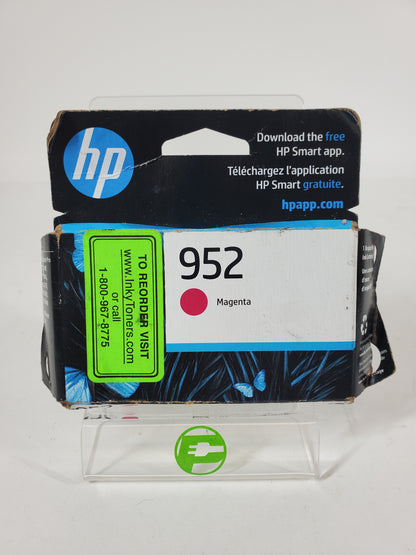 hp
Download the free
HP Smart app.
Téléchargez l'application
HP Smart gratuite.
hpapp.com
TO REORDER VISIT
www.InkyToners.com
or call
1-800-967-8775
952
Magenta